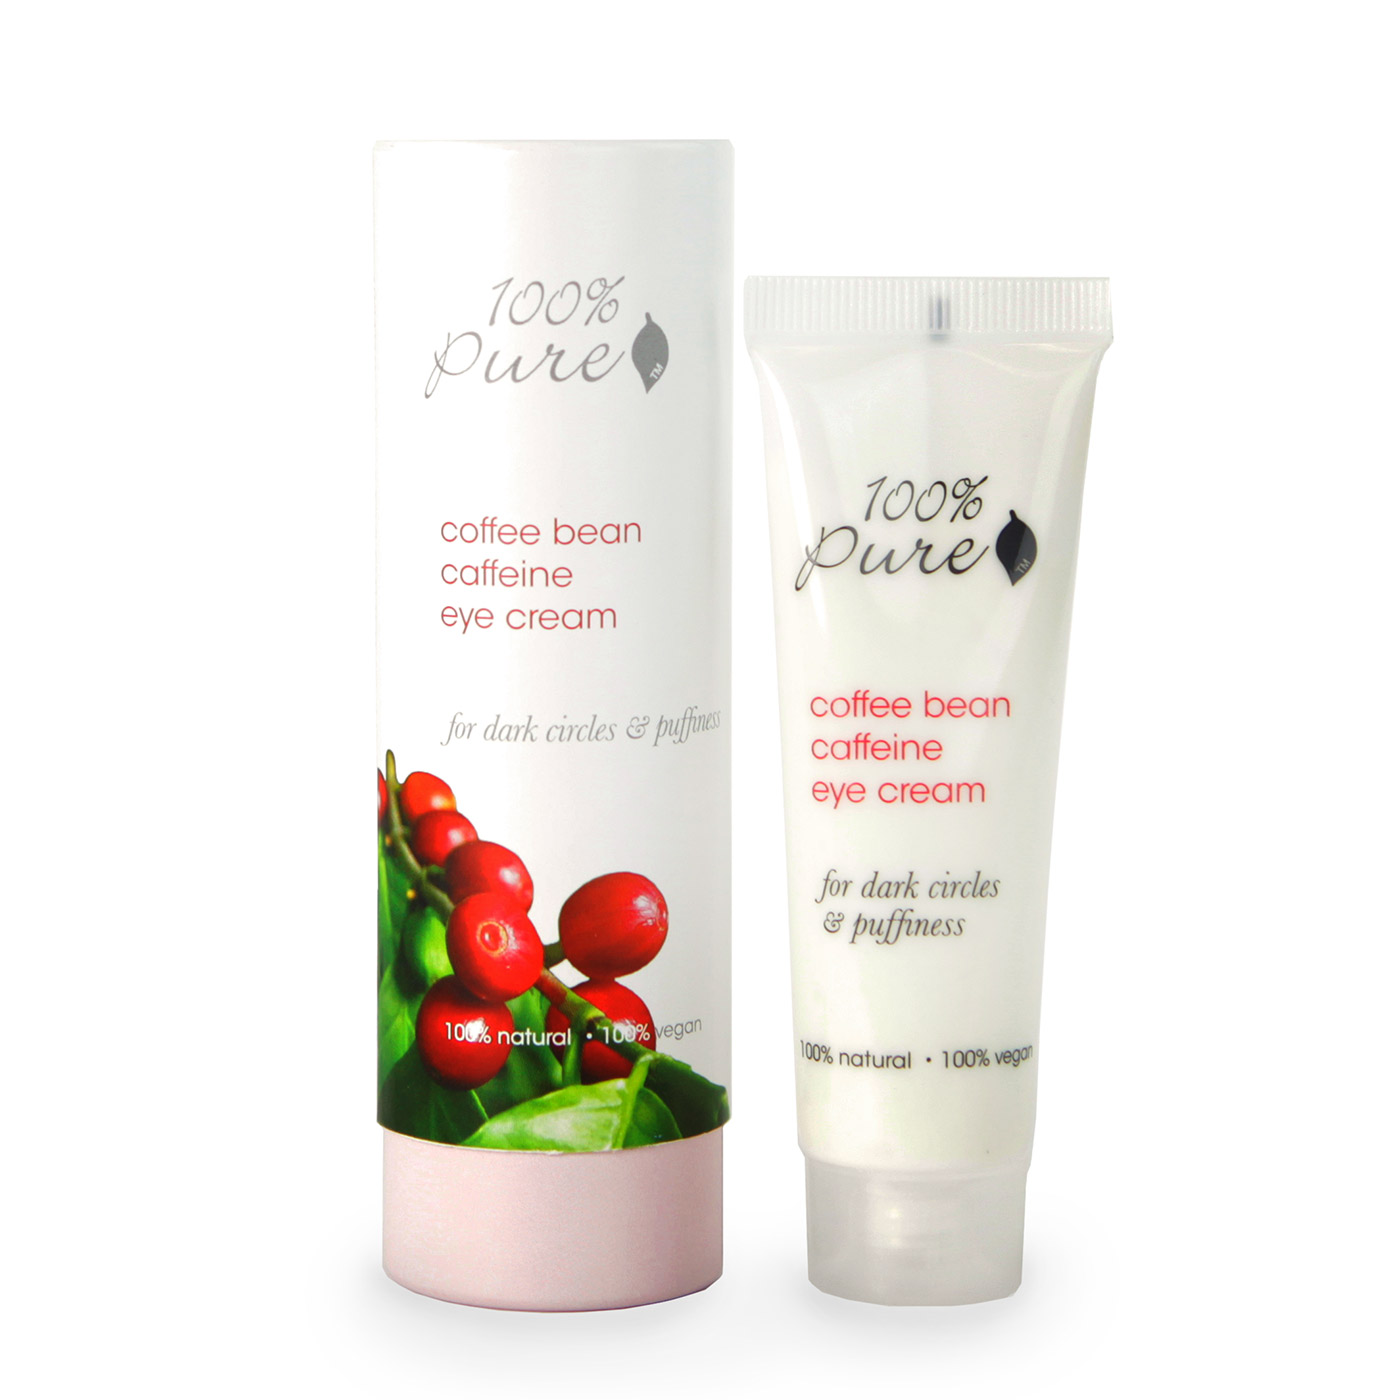 100%
Pure
TM
coffee bean
caffeine
eye cream
for dark circles & puffiness
100% natural • 100% vegan
100%
Pure
TM
coffee bean
caffeine
eye cream
for dark circles
& puffiness
100% natural • 100% vegan